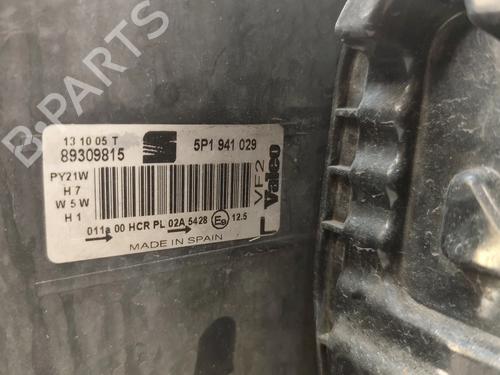 B-PARTS
13 10 05 T
89309815
5P1 941 029
PY21W
H 7
W 5 W
H 1
011a 00 HCR PL 02A 5428 E9 12.5
MADE IN SPAIN
L VF2
Valeo